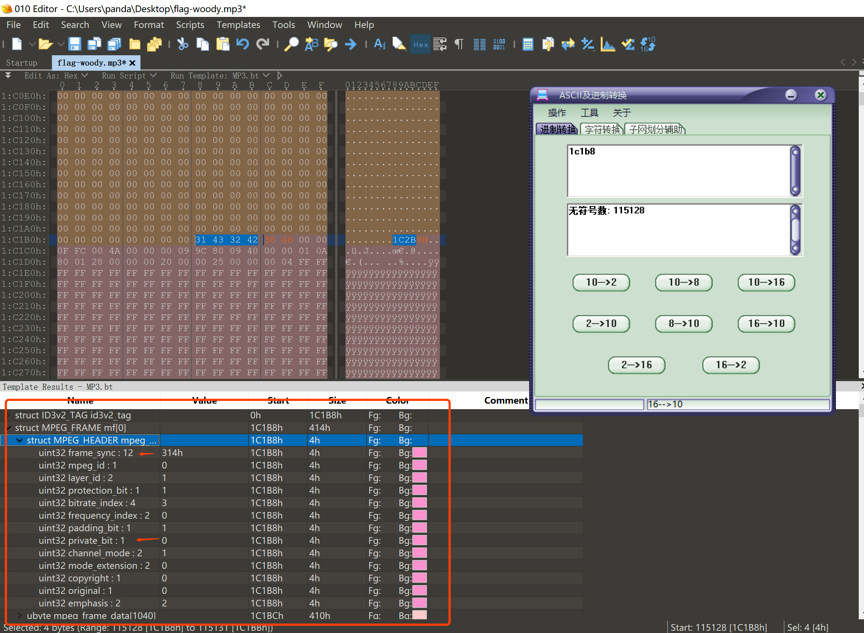 010 Editor - C:\Users\panda\Desktop\flag-woody.mp3*
File Edit Search View Format Scripts Templates Tools Window Help
Startup flag-woody.mp3*
Edit As: Hex Run Script Run Template: MP3.bt
0 1 2 3 4 5 6 7 8 9 A B C D E F 0123456789ABCDEF
1:C0E0h: 00 00 00 00 00 00 00 00 00 00 00 00 00 00 00 00 ................
1:C0F0h: 00 00 00 00 00 00 00 00 00 00 00 00 00 00 00 00 ................
1:C100h: 00 00 00 00 00 00 00 00 00 00 00 00 00 00 00 00 ................
1:C110h: 00 00 00 00 00 00 00 00 00 00 00 00 00 00 00 00 ................
1:C120h: 00 00 00 00 00 00 00 00 00 00 00 00 00 00 00 00 ................
1:C130h: 00 00 00 00 00 00 00 00 00 00 00 00 00 00 00 00 ................
1:C140h: 00 00 00 00 00 00 00 00 00 00 00 00 00 00 00 00 ................
1:C150h: 00 00 00 00 00 00 00 00 00 00 00 00 00 00 00 00 ................
1:C160h: 00 00 00 00 00 00 00 00 00 00 00 00 00 00 00 00 ................
1:C170h: 00 00 00 00 00 00 00 00 00 00 00 00 00 00 00 00 ................
1:C180h: 00 00 00 00 00 00 00 00 00 00 00 00 00 00 00 00 ................
1:C190h: 00 00 00 00 00 00 00 00 00 00 00 00 00 00 00 00 ................
1:C1A0h: 00 00 00 00 00 00 00 00 00 00 00 00 00 00 00 00 ................
1:C1B0h: 00 00 00 00 00 00 00 00 31 43 32 42 00 00 ........1C2B
1:C1C0h: 0F FC 00 4A 00 00 00 09 9C 80 09 40 00 00 01 0A .ü.J....œ€.@....
1:C1D0h: 80 01 28 00 00 00 20 00 00 25 00 00 00 04 FF FF €.(... ..%....ÿÿ
1:C1E0h: FF FF FF FF FF FF FF FF FF FF FF FF FF FF FF FF ÿÿÿÿÿÿÿÿÿÿÿÿÿÿÿÿ
1:C1F0h: FF FF FF FF FF FF FF FF FF FF FF FF FF FF FF FF ÿÿÿÿÿÿÿÿÿÿÿÿÿÿÿÿ
1:C200h: FF FF FF FF FF FF FF FF FF FF FF FF FF FF FF FF ÿÿÿÿÿÿÿÿÿÿÿÿÿÿÿÿ
1:C210h: FF FF FF FF FF FF FF FF FF FF FF FF FF FF FF FF ÿÿÿÿÿÿÿÿÿÿÿÿÿÿÿÿ
1:C220h: FF FF FF FF FF FF FF FF FF FF FF FF FF FF FF FF ÿÿÿÿÿÿÿÿÿÿÿÿÿÿÿÿ
1:C230h: FF FF FF FF FF FF FF FF FF FF FF FF FF FF FF FF ÿÿÿÿÿÿÿÿÿÿÿÿÿÿÿÿ
1:C240h: FF FF FF FF FF FF FF FF FF FF FF FF FF FF FF FF ÿÿÿÿÿÿÿÿÿÿÿÿÿÿÿÿ
1:C250h: FF FF FF FF FF FF FF FF FF FF FF FF FF FF FF FF ÿÿÿÿÿÿÿÿÿÿÿÿÿÿÿÿ
1:C260h: FF FF FF FF FF FF FF FF FF FF FF FF FF FF FF FF ÿÿÿÿÿÿÿÿÿÿÿÿÿÿÿÿ
1:C270h: FF FF FF FF FF FF FF FF FF FF FF FF FF FF FF FF ÿÿÿÿÿÿÿÿÿÿÿÿÿÿÿÿ
ASCII及进制转换
操作 工具 关于
进制转换 字符转换 子网划分辅助
1c1b8
无符号数: 115128
10-->2 10-->8 10-->16
2-->10 8-->10 16-->10
2-->16 16-->2
16-->10
Template Results - MP3.bt
Name Value Start Size Color Comment
struct ID3v2_TAG id3v2_tag 0h 1C1B8h Fg: Bg:
struct MPEG_FRAME mf[0] 1C1B8h 414h Fg: Bg:
struct MPEG_HEADER mpeg_... 1C1B8h 4h Fg: Bg:
uint32 frame_sync : 12 314h 1C1B8h 4h Fg: Bg:
uint32 mpeg_id : 1 0 1C1B8h 4h Fg: Bg:
uint32 layer_id : 2 1 1C1B8h 4h Fg: Bg:
uint32 protection_bit : 1 1 1C1B8h 4h Fg: Bg:
uint32 bitrate_index : 4 3 1C1B8h 4h Fg: Bg:
uint32 frequency_index : 2 0 1C1B8h 4h Fg: Bg:
uint32 padding_bit : 1 1 1C1B8h 4h Fg: Bg:
uint32 private_bit : 1 0 1C1B8h 4h Fg: Bg:
uint32 channel_mode : 2 1 1C1B8h 4h Fg: Bg:
uint32 mode_extension : 2 0 1C1B8h 4h Fg: Bg:
uint32 copyright : 1 0 1C1B8h 4h Fg: Bg:
uint32 original : 1 0 1C1B8h 4h Fg: Bg:
uint32 emphasis : 2 2 1C1B8h 4h Fg: Bg:
ubyte mpeg_frame_data[1040] 1C1BCh 410h Fg: Bg:
Selected: 4 bytes (Range: 115128 [1C1B8h] to 115131 [1C1BBh]) Start: 115128 [1C1B8h] Sel: 4 [4h]